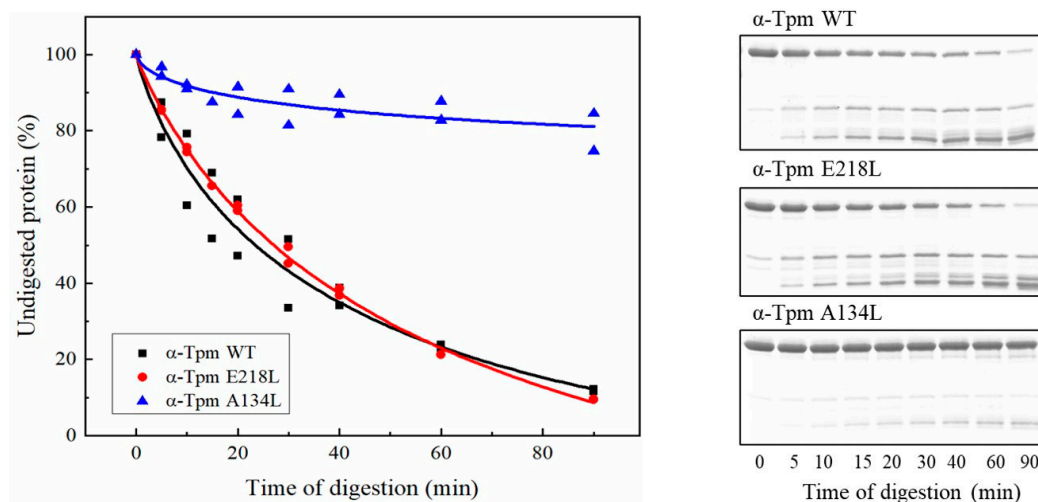 Undigested protein (%)
100
80
60
40
20
0
α-Tpm WT
α-Tpm E218L
α-Tpm A134L
0 20 40 60 80
Time of digestion (min)
α-Tpm WT
α-Tpm E218L
α-Tpm A134L
0 5 10 15 20 30 40 60 90
Time of digestion (min)